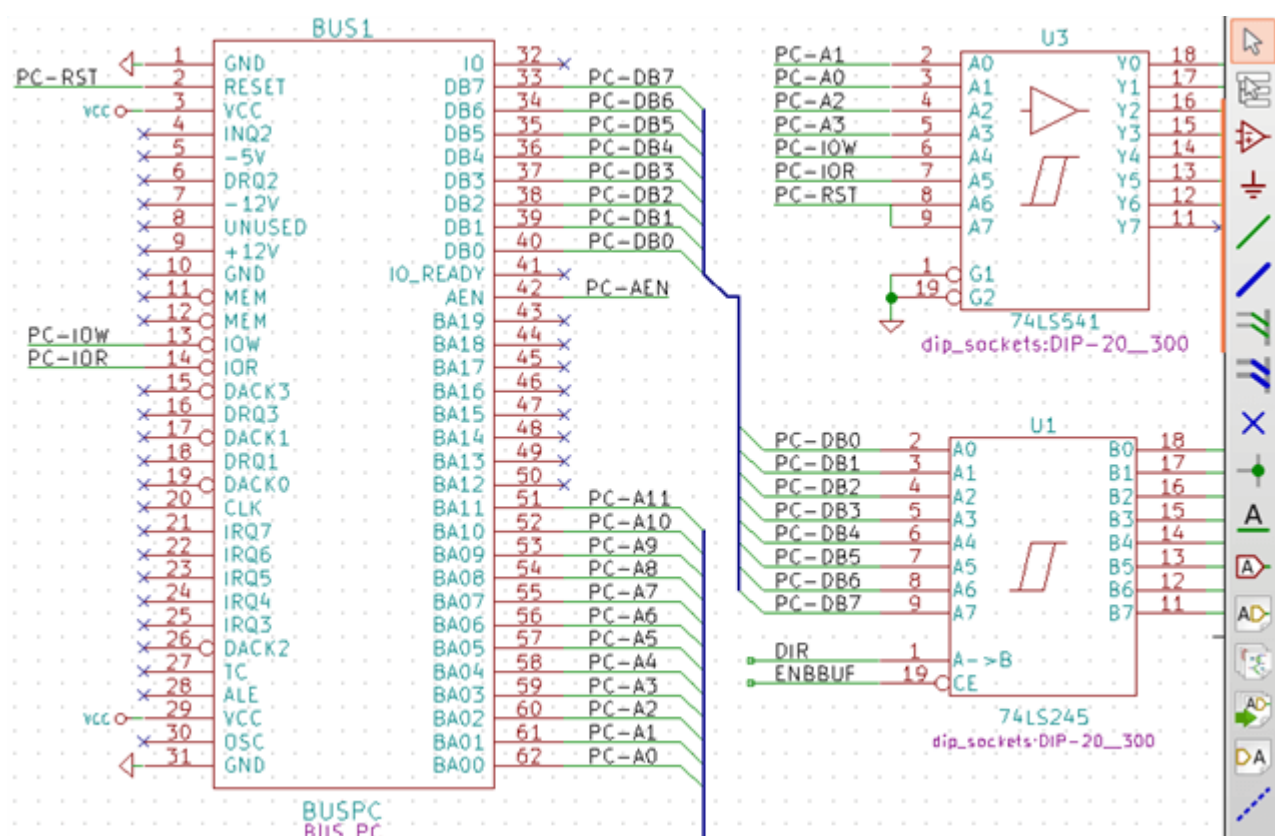 BUS1
PC-RST
VCC
1 GND
2 RESET
3 VCC
4 INQ2
5 -5V
6 DRQ2
7 -12V
8 UNUSED
9 +12V
10 GND
11 MEM
12 MEM
PC-IOW 13 IOW
PC-IOR 14 IOR
15 DACK3
16 DRQ3
17 DACK1
18 DRQ1
19 DACK0
20 CLK
21 IRQ7
22 IRQ6
23 IRQ5
24 IRQ4
25 IRQ3
26 DACK2
27 TC
28 ALE
VCC 29 VCC
30 OSC
31 GND
IO 32
DB7 33 PC-DB7
DB6 34 PC-DB6
DB5 35 PC-DB5
DB4 36 PC-DB4
DB3 37 PC-DB3
DB2 38 PC-DB2
DB1 39 PC-DB1
DB0 40 PC-DB0
IO_READY 41
AEN 42 PC-AEN
BA19 43
BA18 44
BA17 45
BA16 46
BA15 47
BA14 48
BA13 49
BA12 50
BA11 51 PC-A11
BA10 52 PC-A10
BA09 53 PC-A9
BA08 54 PC-A8
BA07 55 PC-A7
BA06 56 PC-A6
BA05 57 PC-A5
BA04 58 PC-A4
BA03 59 PC-A3
BA02 60 PC-A2
BA01 61 PC-A1
BA00 62 PC-A0
BUSPC
BUS_PC
U3
PC-A1 2 A0 Y0 18
PC-A0 3 A1 Y1 17
PC-A2 4 A2 Y2 16
PC-A3 5 A3 Y3 15
PC-IOW 6 A4 Y4 14
PC-IOR 7 A5 Y5 13
PC-RST 8 A6 Y6 12
9 A7 Y7 11
1 G1
19 G2
74LS541
dip_sockets:DIP-20__300
U1
PC-DB0 2 A0 B0 18
PC-DB1 3 A1 B1 17
PC-DB2 4 A2 B2 16
PC-DB3 5 A3 B3 15
PC-DB4 6 A4 B4 14
PC-DB5 7 A5 B5 13
PC-DB6 8 A6 B6 12
PC-DB7 9 A7 B7 11
DIR 1 A->B
ENBBUF 19 CE
74LS245
dip_sockets:DIP-20__300
A
A
AD
AD
DA